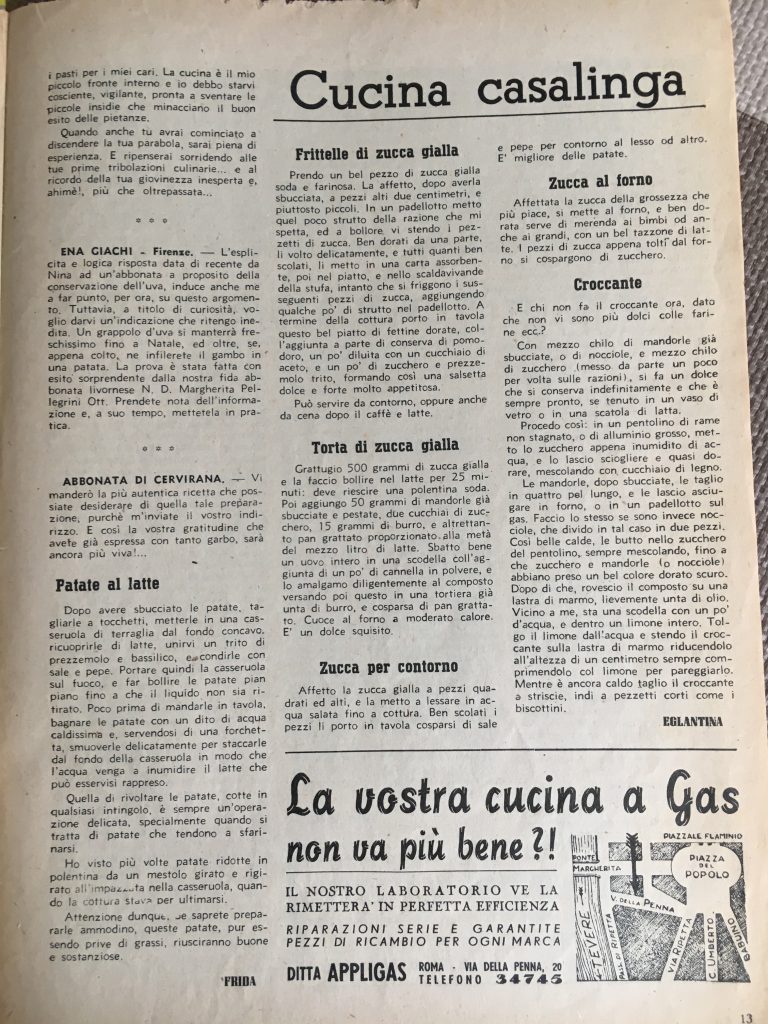 i pasti per i miei cari. La cucina è il mio
piccolo fronte interno e io debbo starvi
cosciente, vigilante, pronta a sventare le
piccole insidie che minacciano il buon
esito delle pietanze.
Quando anche tu avrai cominciato a
discendere la tua parabola, sarai piena di
esperienza. E ripenserai sorridendo alle
tue prime tribolazioni culinarie... e al
ricordo della tua giovinezza inesperta e,
ahimè!, più che oltrepassata...
* * *
ENA GIACHI - Firenze. — L'espli-
cita e logica risposta data di recente da
Nina ad un'abbonata a proposito della
conservazione dell'uva, induce anche me
a far punto, per ora, su questo argomen-
to. Tuttavia, a titolo di curiosità, vo-
glio darvi un'indicazione che ritengo ine-
dita. Un grappolo d'uva si manterrà fre-
schissimo fino a Natale, ed oltre, se,
appena colto, ne infilerete il gambo in
una patata. La prova è stata fatta con
esito sorprendente dalla nostra fida ab-
bonata livornese N. D. Margherita Pel-
legrini Ott. Prendete nota dell'informa-
zione e, a suo tempo, mettetela in pra-
tica.
* * *
ABBONATA DI CERVIRANA. — Vi
manderò la più autentica ricetta che pos-
siate desiderare di quella tale prepara-
zione, purchè m'inviate il vostro indi-
rizzo. E così la vostra gratitudine che
avete già espressa con tanto garbo, sarà
ancora più viva!...
Patate al latte
Dopo avere sbucciato le patate, ta-
gliarle a tocchetti, metterle in una cas-
seruola di terraglia dal fondo concavo,
ricuoprirle di latte, unirvi un trito di
prezzemolo e bassilico, e condirle con
sale e pepe. Portare quindi la casseruola
sul fuoco, e far bollire le patate pian
piano fino a che il liquido non sia ri-
tirato. Poco prima di mandarle in tavola,
bagnare le patate con un dito di acqua
caldissima e, servendosi di una forchet-
ta, smuoverle delicatamente per staccarle
dal fondo della casseruola in modo che
l'acqua venga a inumidire il latte che
può esservisi rappreso.
Quella di rivoltare le patate, cotte in
qualsiasi intingolo, è sempre un'opera-
zione delicata, specialmente quando si
tratta di patate che tendono a sfari-
narsi.
Ho visto più volte patate ridotte in
polentina da un mestolo girato e rigi-
rato all'impazzata nella casseruola, quan-
do la cottura stava per ultimarsi.
Attenzione dunque, se saprete prepa-
rarle ammodino, queste patate, pur es-
sendo prive di grassi, riusciranno buone
e sostanziose.
FRIDA
Cucina casalinga
Frittelle di zucca gialla
Prendo un bel pezzo di zucca gialla
soda e farinosa. La affetto, dopo averla
sbucciata, a pezzi alti due centimetri, e
piuttosto piccoli. In un padellotto metto
quel poco strutto della razione che mi
spetta, ed a bollore vi stendo i pez-
zetti di zucca. Ben dorati da una parte,
li volto delicatamente, e tutti quanti ben
scolati, li metto in una carta assorben-
te, poi nel piatto, e nello scaldavivande
della stufa, intanto che si friggono i sus-
seguenti pezzi di zucca, aggiungendo
qualche po' di strutto nel padellotto. A
termine della cottura porto in tavola
questo bel piatto di fettine dorate, col-
l'aggiunta a parte di conserva di pomo-
doro, un po' diluita con un cucchiaio di
aceto, e un po' di zucchero e prezze-
molo trito, formando così una salsetta
dolce e forte molto appetitosa.
Può servire da contorno, oppure anche
da cena dopo il caffè e latte.
Torta di zucca gialla
Grattugio 500 grammi di zucca gialla
e la faccio bollire nel latte per 25 mi-
nuti: deve riescire una polentina soda.
Poi aggiungo 50 grammi di mandorle già
sbucciate e pestate, due cucchiai di zuc-
chero, 15 grammi di burro, e altrettan-
to pan grattato proporzionato alla metà
del mezzo litro di latte. Sbatto bene
un uovo intero in una scodella coll'ag-
giunta di un po' di cannella in polvere, e
lo amalgamo diligentemente al composto
versando poi questo in una tortiera già
unta di burro, e cosparsa di pan gratta-
to. Cuoce al forno a moderato calore.
E' un dolce squisito.
Zucca per contorno
Affetto la zucca gialla a pezzi qua-
drati ed alti, e la metto a lessare in ac-
qua salata fino a cottura. Ben scolati i
pezzi li porto in tavola cosparsi di sale
e pepe per contorno al lesso od altro.
E' migliore delle patate.
Zucca al forno
Affettata la zucca della grossezza che
più piace, si mette al forno, e ben do-
rata serve di merenda ai bimbi od an-
che ai grandi, con un bel tazzone di lat-
te. I pezzi di zucca appena tolti dal for-
no si cospargono di zucchero.
Croccante
E chi non fa il croccante ora, dato
che non vi sono più dolci colle fari-
ne ecc.?
Con mezzo chilo di mandorle già
sbucciate, o di nocciole, e mezzo chilo
di zucchero (messo da parte un poco
per volta sulle razioni), si fa un dolce
che si conserva indefinitamente e che è
sempre pronto, se tenuto in un vaso di
vetro o in una scatola di latta.
Procedo così: in un pentolino di rame
non stagnato, o di alluminio grosso, met-
to lo zucchero appena inumidito di ac-
qua, e lo lascio sciogliere e quasi do-
rare, mescolando con cucchiaio di legno.
Le mandorle, dopo sbucciate, le taglio
in quattro pel lungo, e le lascio asciu-
gare in forno, o in un padellotto sul
gas. Faccio lo stesso se sono invece noc-
ciole, che divido in tal caso in due pezzi.
Così belle calde, le butto nello zucchero
del pentolino, sempre mescolando, fino a
che zucchero e mandorle (o nocciole)
abbiano preso un bel colore dorato scuro.
Dopo di che, rovescio il composto su una
lastra di marmo, lievemente unta di olio.
Vicino a me, sta una scodella con un po'
d'acqua, e dentro un limone intero. Tol-
go il limone dall'acqua e stendo il croc-
cante sulla lastra di marmo riducendolo
all'altezza di un centimetro sempre com-
primendolo col limone per pareggiarlo.
Mentre è ancora caldo taglio il croccante
a striscie, indi a pezzetti corti come i
biscottini.
EGLANTINA
La vostra cucina a Gas
non va più bene?!
IL NOSTRO LABORATORIO VE LA
RIMETTERA' IN PERFETTA EFFICIENZA
RIPARAZIONI SERIE E GARANTITE
PEZZI DI RICAMBIO PER OGNI MARCA
DITTA APPLIGAS ROMA - VIA DELLA PENNA, 20
TELEFONO 34745
PIAZZALE FLAMINIO
PONTE
MARGHERITA
PIAZZA
DEL
POPOLO
V. DELLA PENNA
TEVERE
PASS. DI RIPETTA
VIA RIPETTA
C. UMBERTO
BABUINO
13